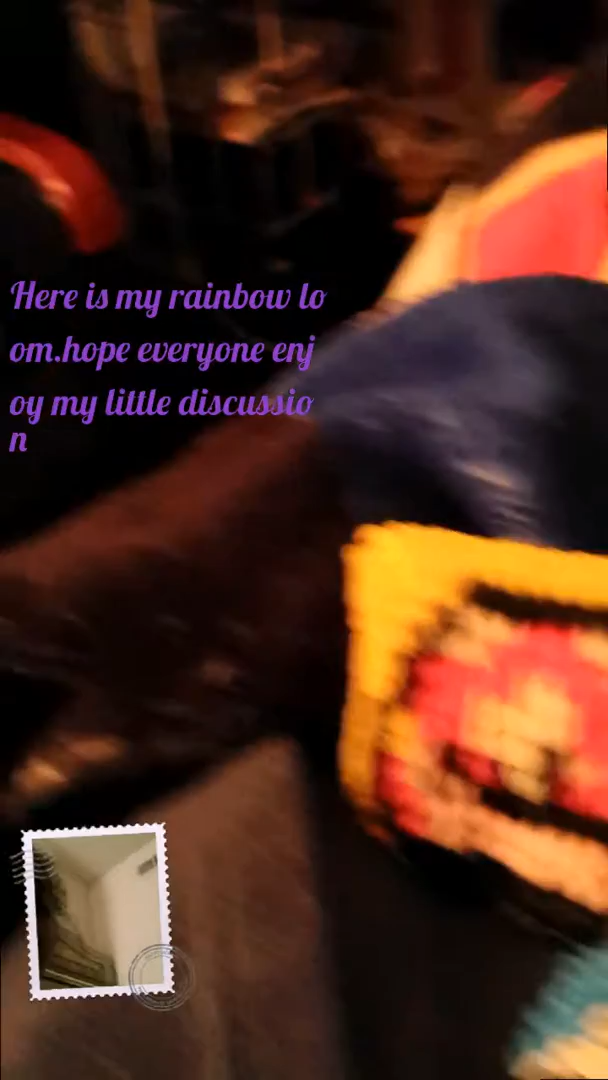 Here is my rainbow lo
om.hope everyone enj
oy my little discussio
n